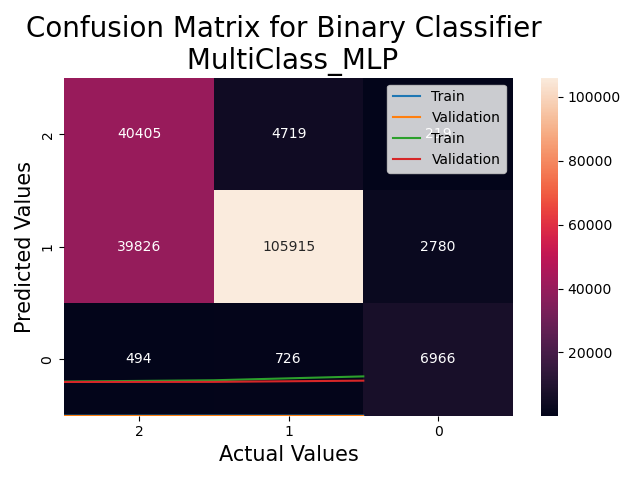 Confusion Matrix for Binary Classifier
MultiClass_MLP
Train
Validation
Train
Validation
Predicted Values
2
1
0
40405 4719
39826 105915 2780
494 726 6966
2 1 0
Actual Values
100000
80000
60000
40000
20000